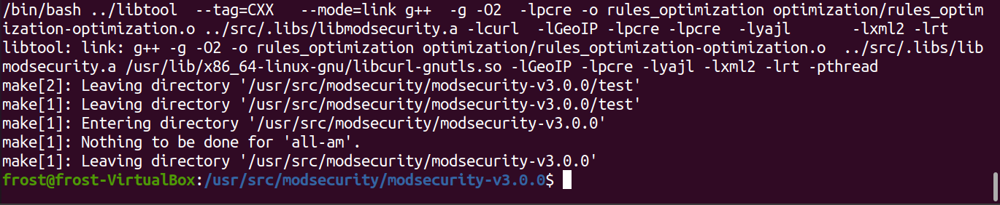 /bin/bash ../libtool  --tag=CXX   --mode=link g++  -g -O2  -lpcre -o rules_optimization optimization/rules_optim
ization-optimization.o ../src/.libs/libmodsecurity.a -lcurl  -lGeoIP -lpcre -lpcre  -lyajl       -lxml2 -lrt
libtool: link: g++ -g -O2 -o rules_optimization optimization/rules_optimization-optimization.o  ../src/.libs/lib
modsecurity.a /usr/lib/x86_64-linux-gnu/libcurl-gnutls.so -lGeoIP -lpcre -lyajl -lxml2 -lrt -pthread
make[2]: Leaving directory '/usr/src/modsecurity/modsecurity-v3.0.0/test'
make[1]: Leaving directory '/usr/src/modsecurity/modsecurity-v3.0.0/test'
make[1]: Entering directory '/usr/src/modsecurity/modsecurity-v3.0.0'
make[1]: Nothing to be done for 'all-am'.
make[1]: Leaving directory '/usr/src/modsecurity/modsecurity-v3.0.0'
frost@frost-VirtualBox:/usr/src/modsecurity/modsecurity-v3.0.0$